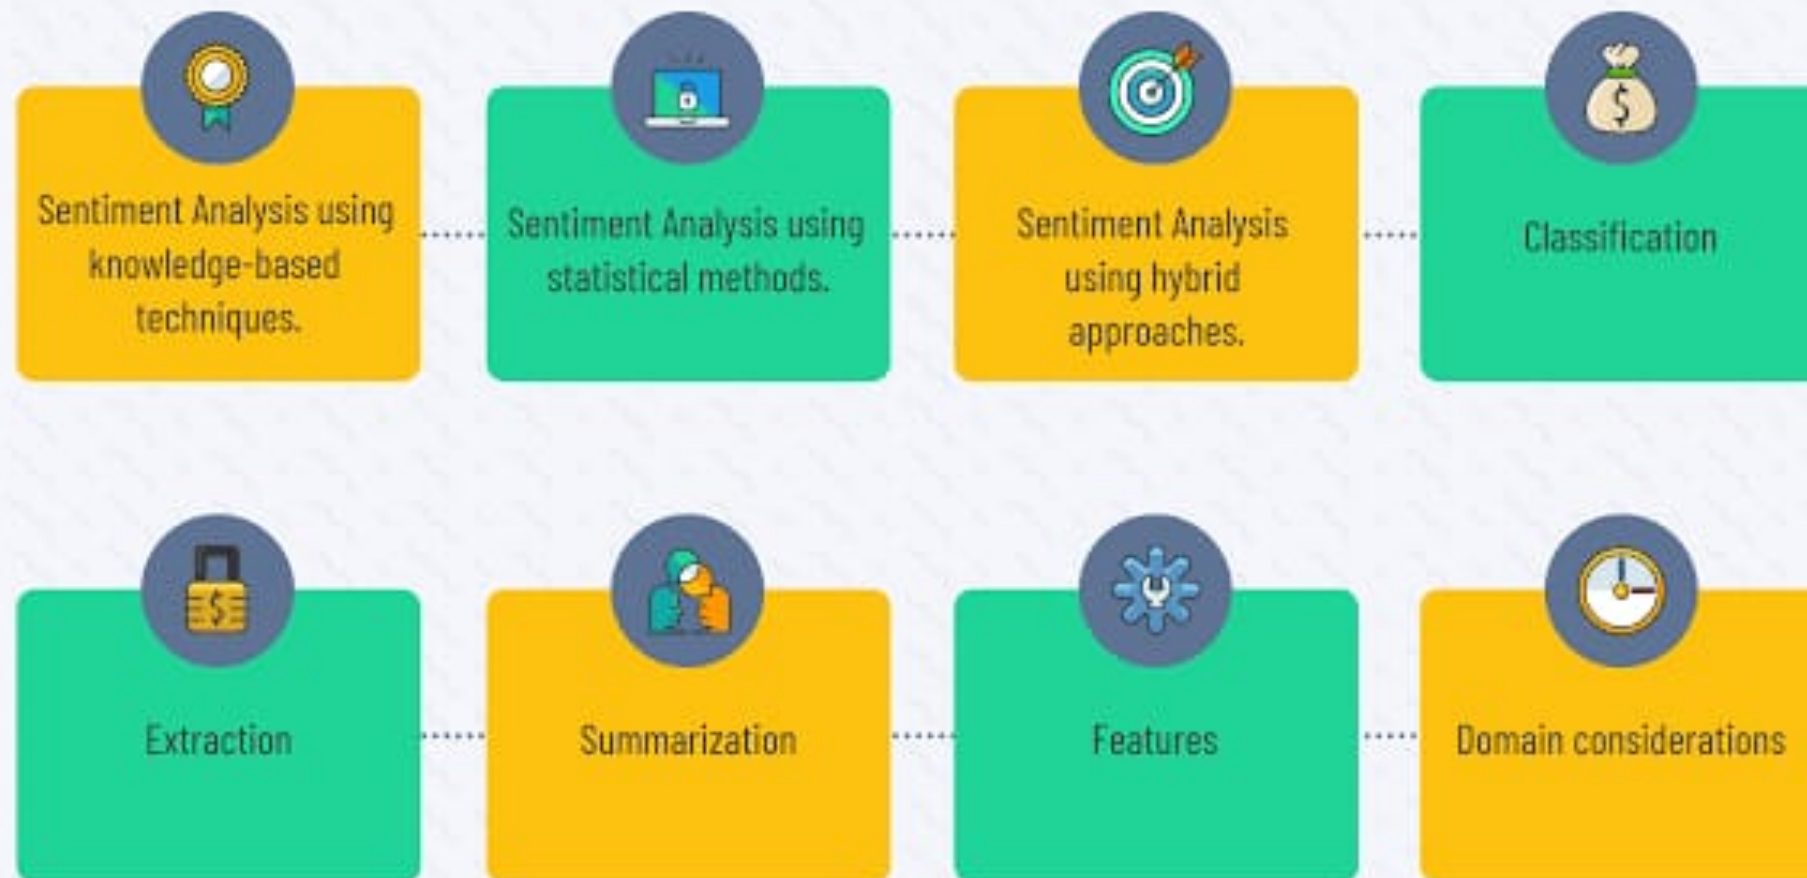 Sentiment Analysis using
knowledge-based
techniques.
Sentiment Analysis using
statistical methods.
Sentiment Analysis
using hybrid
approaches.
Classification
Extraction
Summarization
Features
Domain considerations